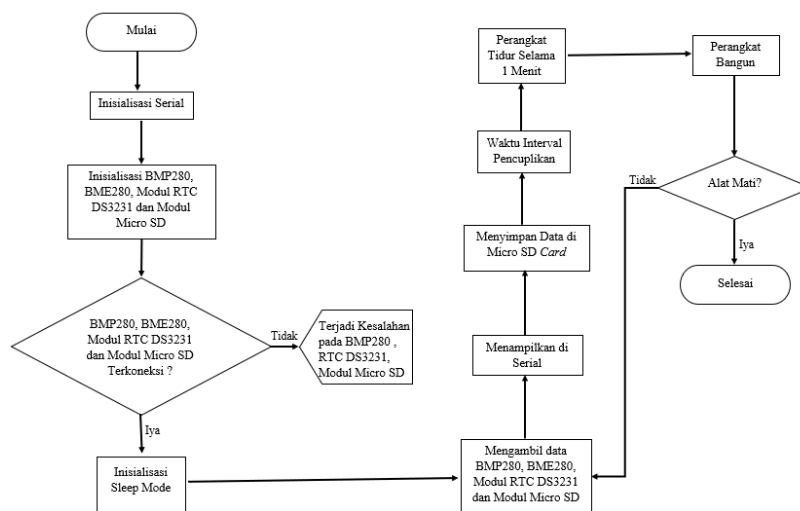 Mulai
Inisialisasi Serial
Inisialisasi BMP280,
BME280, Modul RTC
DS3231 dan Modul
Micro SD
BMP280, BME280,
Modul RTC DS3231
dan Modul Micro SD
Terkoneksi ?
Tidak
Terjadi Kesalahan
pada BMP280 ,
RTC DS3231,
Modul Micro SD
Iya
Inisialisasi
Sleep Mode
Mengambil data
BMP280, BME280,
Modul RTC DS3231
dan Modul Micro SD
Menampilkan di
Serial
Menyimpan Data di
Micro SD Card
Waktu Interval
Pencuplikan
Perangkat
Tidur Selama
1 Menit
Perangkat
Bangun
Alat Mati?
Tidak
Iya
Selesai